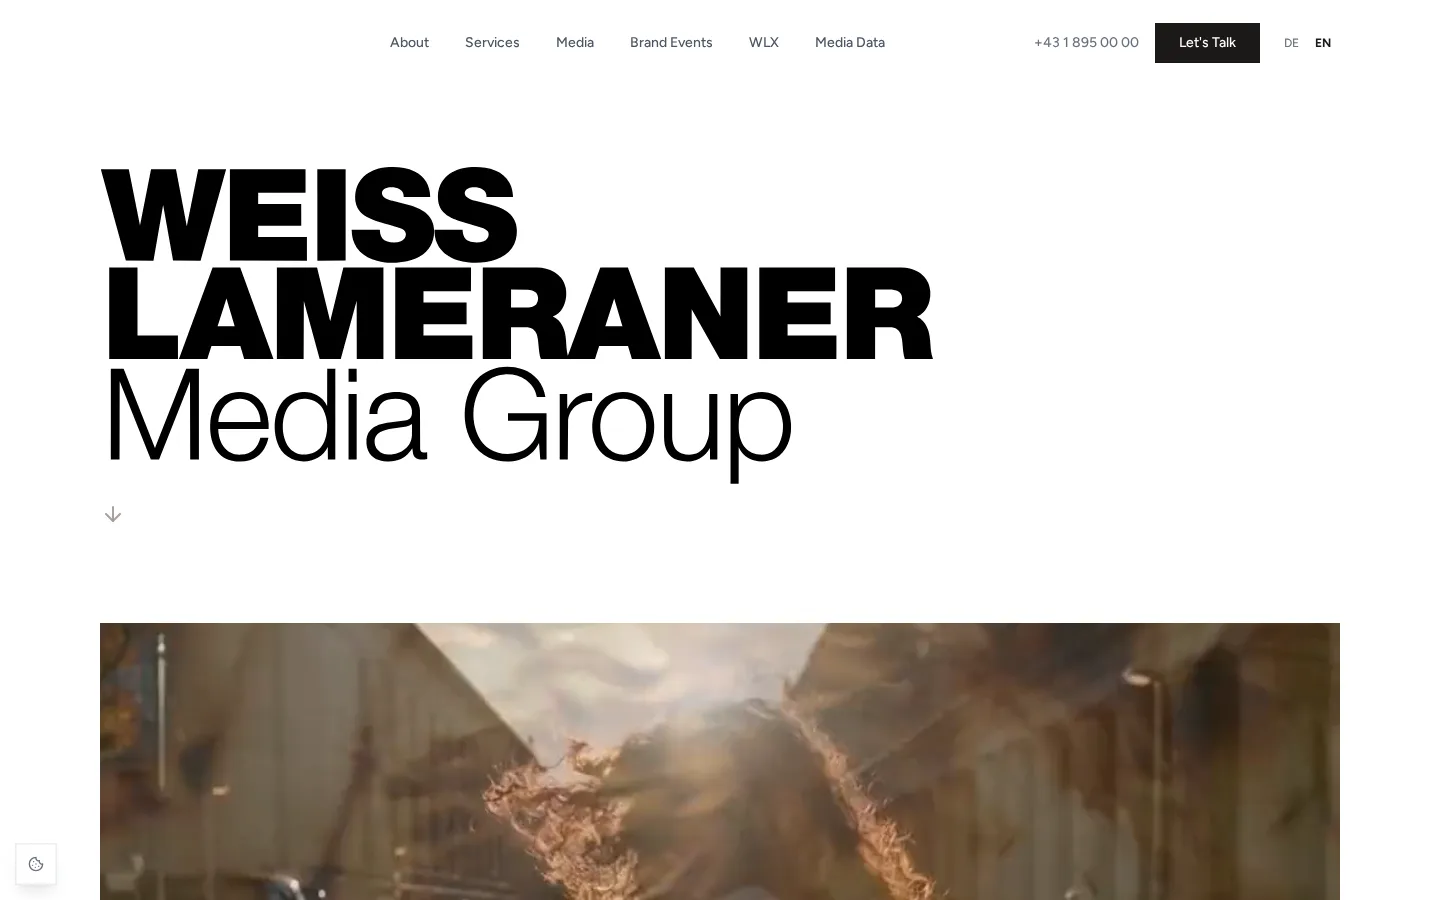 About Services Media Brand Events WLX Media Data +43 1 895 00 00 Let's Talk DE EN
WEISS
LAMERANER
Media Group